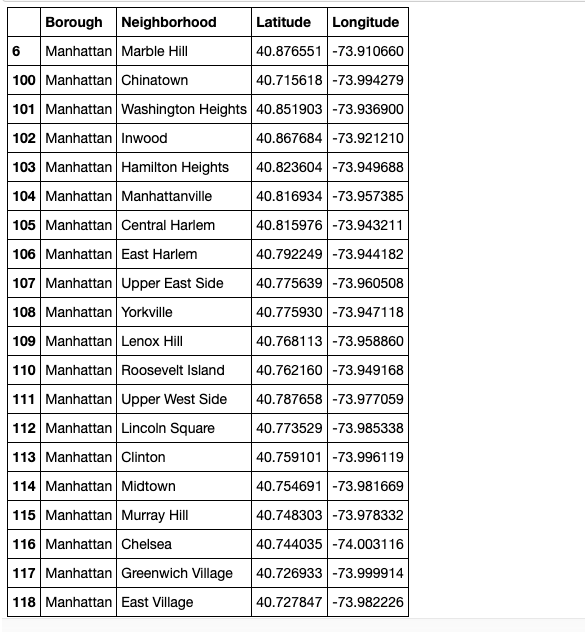 Borough Neighborhood Latitude Longitude
6 Manhattan Marble Hill 40.876551 -73.910660
100 Manhattan Chinatown 40.715618 -73.994279
101 Manhattan Washington Heights 40.851903 -73.936900
102 Manhattan Inwood 40.867684 -73.921210
103 Manhattan Hamilton Heights 40.823604 -73.949688
104 Manhattan Manhattanville 40.816934 -73.957385
105 Manhattan Central Harlem 40.815976 -73.943211
106 Manhattan East Harlem 40.792249 -73.944182
107 Manhattan Upper East Side 40.775639 -73.960508
108 Manhattan Yorkville 40.775930 -73.947118
109 Manhattan Lenox Hill 40.768113 -73.958860
110 Manhattan Roosevelt Island 40.762160 -73.949168
111 Manhattan Upper West Side 40.787658 -73.977059
112 Manhattan Lincoln Square 40.773529 -73.985338
113 Manhattan Clinton 40.759101 -73.996119
114 Manhattan Midtown 40.754691 -73.981669
115 Manhattan Murray Hill 40.748303 -73.978332
116 Manhattan Chelsea 40.744035 -74.003116
117 Manhattan Greenwich Village 40.726933 -73.999914
118 Manhattan East Village 40.727847 -73.982226